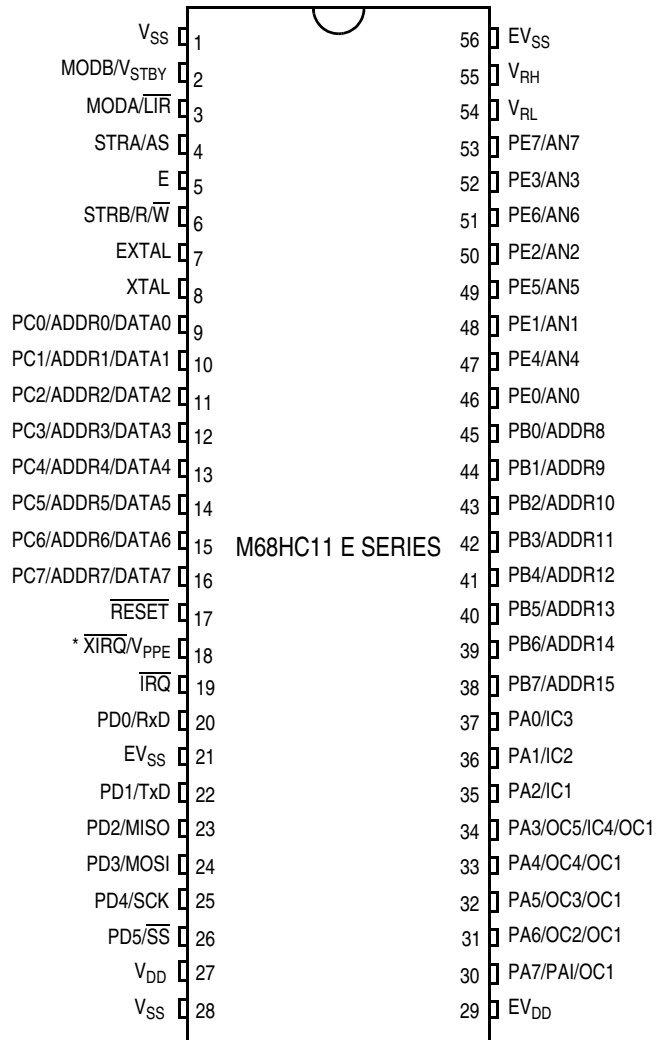 V_SS 1
MODB/V_STBY 2
MODA/L̅I̅R̅ 3
STRA/AS 4
E 5
STRB/R/W̅ 6
EXTAL 7
XTAL 8
PC0/ADDR0/DATA0 9
PC1/ADDR1/DATA1 10
PC2/ADDR2/DATA2 11
PC3/ADDR3/DATA3 12
PC4/ADDR4/DATA4 13
PC5/ADDR5/DATA5 14
PC6/ADDR6/DATA6 15
PC7/ADDR7/DATA7 16
R̅E̅S̅E̅T̅ 17
* X̅I̅R̅Q̅/V_PPE 18
I̅R̅Q̅ 19
PD0/RxD 20
EV_SS 21
PD1/TxD 22
PD2/MISO 23
PD3/MOSI 24
PD4/SCK 25
PD5/S̅S̅ 26
V_DD 27
V_SS 28
M68HC11 E SERIES
56 EV_SS
55 V_RH
54 V_RL
53 PE7/AN7
52 PE3/AN3
51 PE6/AN6
50 PE2/AN2
49 PE5/AN5
48 PE1/AN1
47 PE4/AN4
46 PE0/AN0
45 PB0/ADDR8
44 PB1/ADDR9
43 PB2/ADDR10
42 PB3/ADDR11
41 PB4/ADDR12
40 PB5/ADDR13
39 PB6/ADDR14
38 PB7/ADDR15
37 PA0/IC3
36 PA1/IC2
35 PA2/IC1
34 PA3/OC5/IC4/OC1
33 PA4/OC4/OC1
32 PA5/OC3/OC1
31 PA6/OC2/OC1
30 PA7/PAI/OC1
29 EV_DD